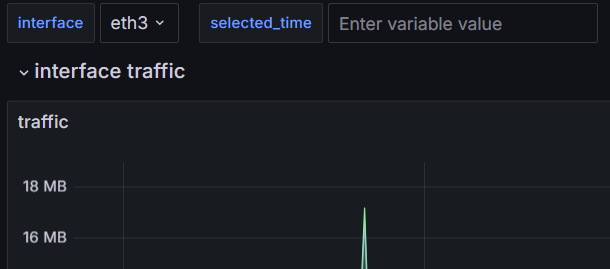 interface eth3 selected_time Enter variable value
interface traffic
traffic
18 MB
16 MB